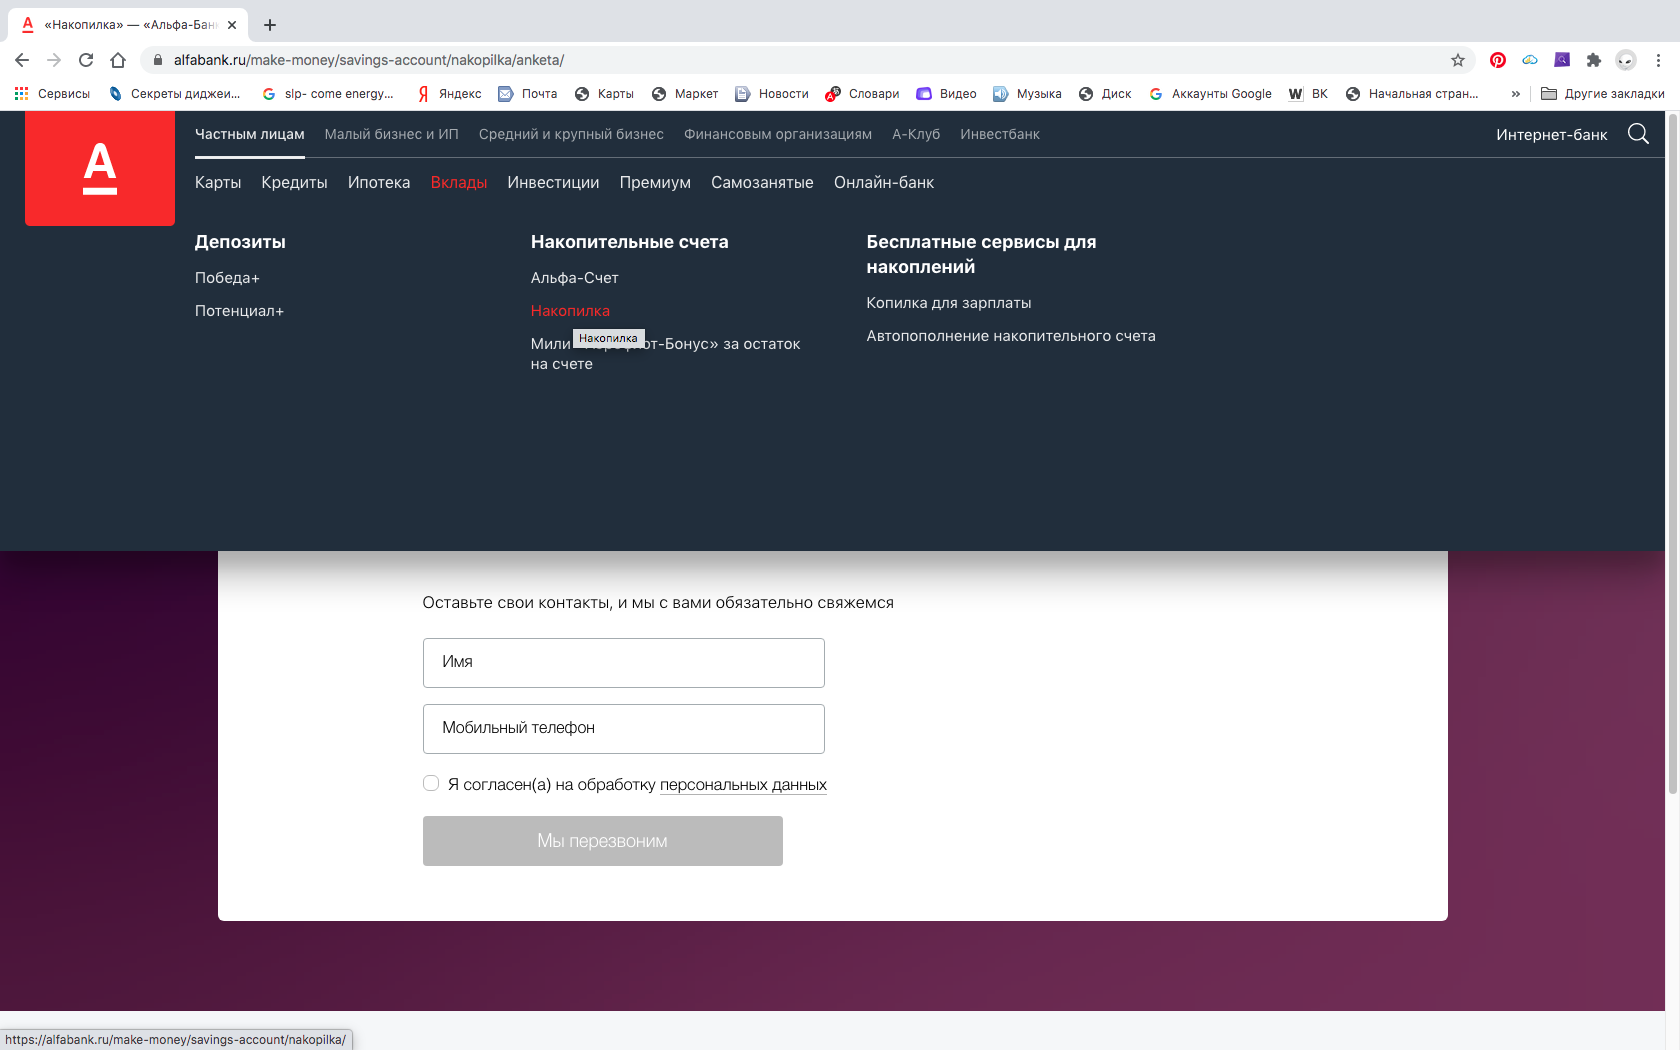 «Накопилка» — «Альфа-Бан
alfabank.ru/make-money/savings-account/nakopilka/anketa/
Сервисы
Секреты диджеи...
slp- come energy...
Яндекс
Почта
Карты
Маркет
Новости
Словари
Видео
Музыка
Диск
Аккаунты Google
ВК
Начальная стран...
»
Другие закладки
А
Частным лицам
Малый бизнес и ИП
Средний и крупный бизнес
Финансовым организациям
А-Клуб
Инвестбанк
Интернет-банк
Карты
Кредиты
Ипотека
Вклады
Инвестиции
Премиум
Самозанятые
Онлайн-банк
Депозиты
Победа+
Потенциал+
Накопительные счета
Альфа-Счет
Накопилка
Накопилка
Мили
Бонус» за остаток
на счете
Бесплатные сервисы для
накоплений
Копилка для зарплаты
Автопополнение накопительного счета
Оставьте свои контакты, и мы с вами обязательно свяжемся
Имя
Мобильный телефон
Я согласен(а) на обработку персональных данных
Мы перезвоним
https://alfabank.ru/make-money/savings-account/nakopilka/